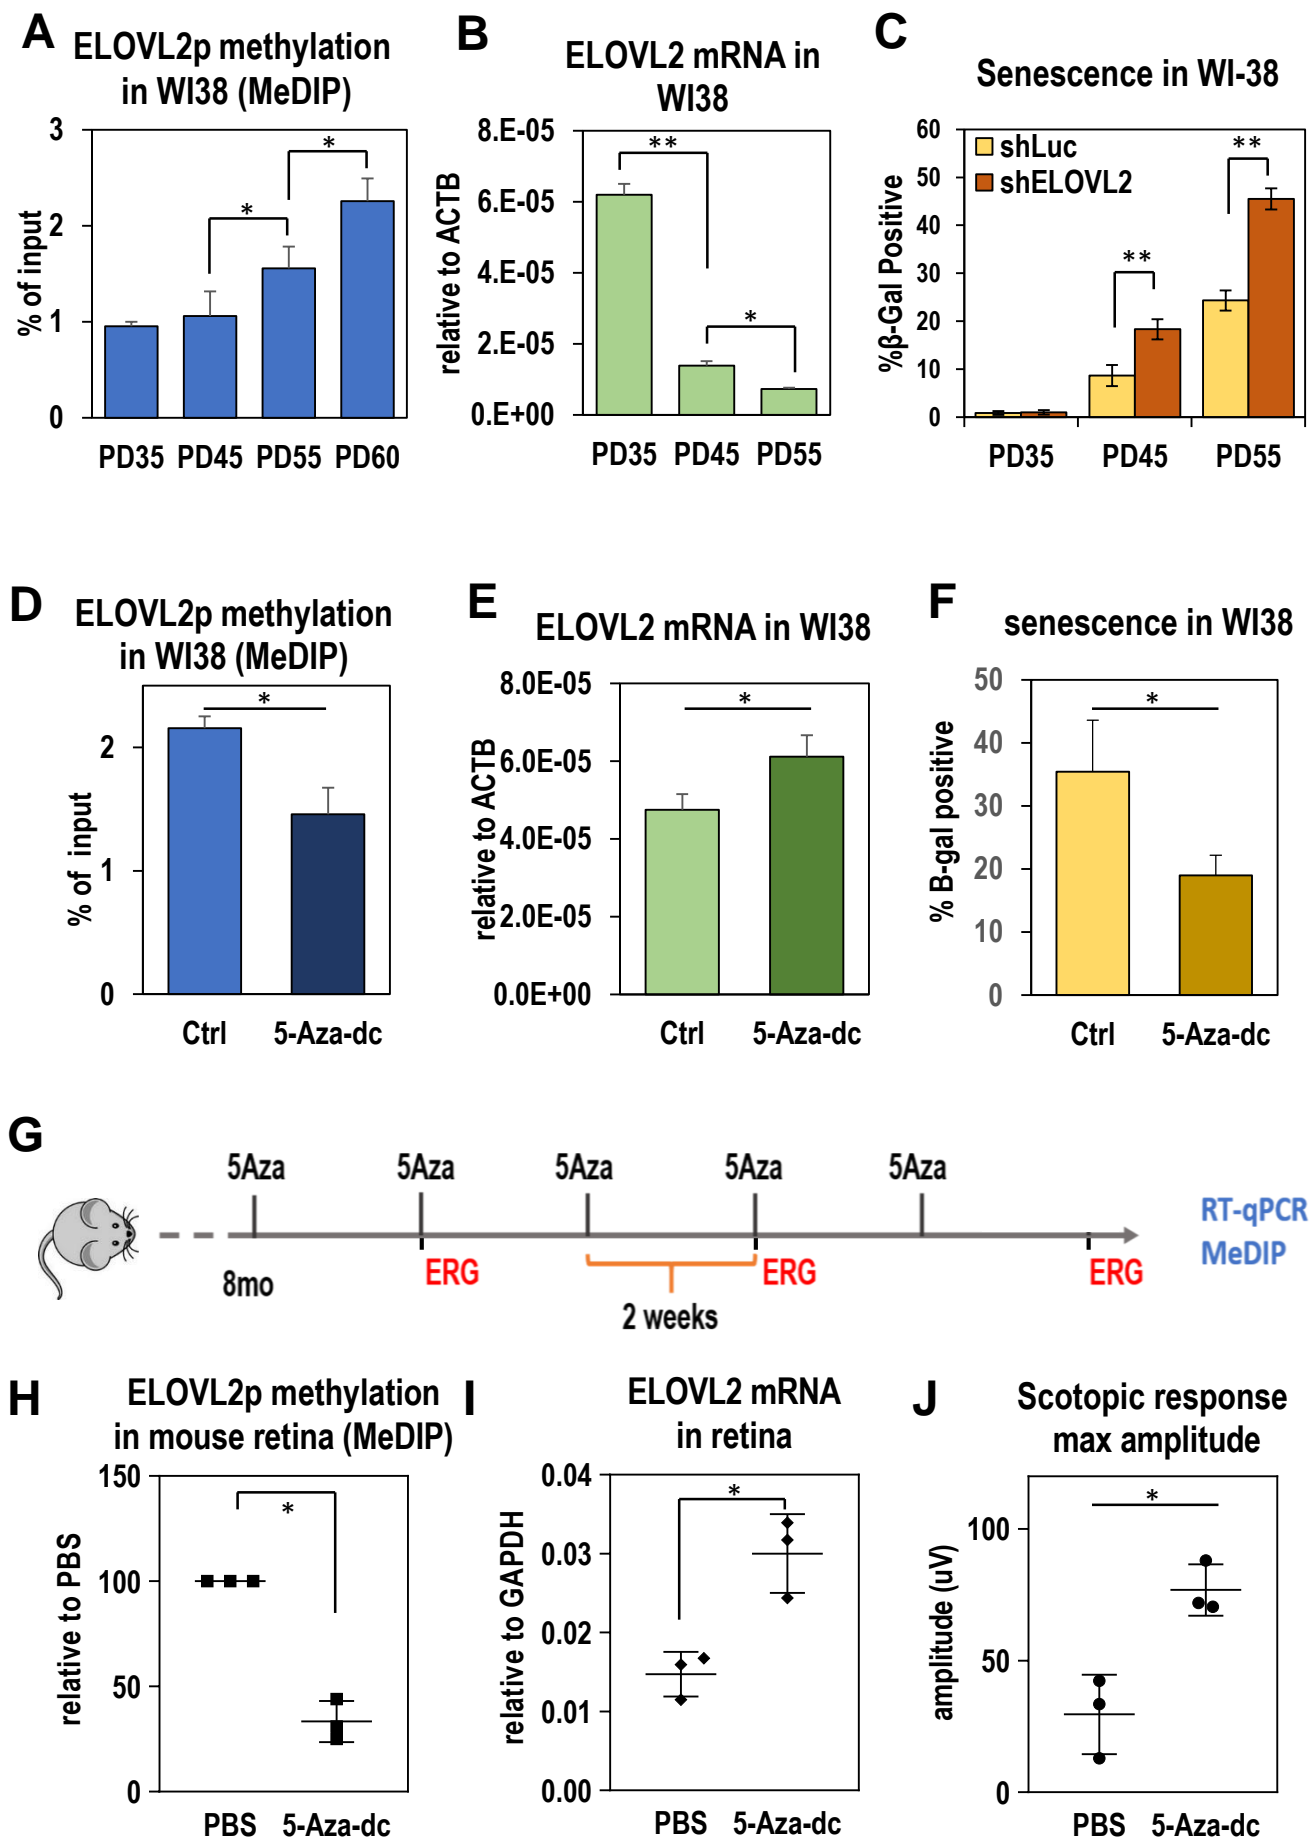 A
ELOVL2p methylation
in WI38 (MeDIP)
% of input
3
2
1
0
*
*
PD35 PD45 PD55 PD60
B
ELOVL2 mRNA in
WI38
relative to ACTB
8.E-05
6.E-05
4.E-05
2.E-05
0.E+00
**
*
PD35 PD45 PD55
C
Senescence in WI-38
%β-Gal Positive
60
50
40
30
20
10
0
shLuc
shELOVL2
**
**
PD35 PD45 PD55
D
ELOVL2p methylation
in WI38 (MeDIP)
% of input
2
1
0
*
Ctrl 5-Aza-dc
E
ELOVL2 mRNA in WI38
relative to ACTB
8.0E-05
6.0E-05
4.0E-05
2.0E-05
0.0E+00
*
Ctrl 5-Aza-dc
F
senescence in WI38
% B-gal positive
50
40
30
20
10
0
*
Ctrl 5-Aza-dc
G
5Aza 5Aza 5Aza 5Aza 5Aza
8mo
ERG ERG ERG
2 weeks
RT-qPCR
MeDIP
H
ELOVL2p methylation
in mouse retina (MeDIP)
relative to PBS
150
100
50
0
*
PBS 5-Aza-dc
I
ELOVL2 mRNA
in retina
relative to GAPDH
0.04
0.03
0.02
0.01
0.00
*
PBS 5-Aza-dc
J
Scotopic response
max amplitude
amplitude (uV)
100
50
0
*
PBS 5-Aza-dc